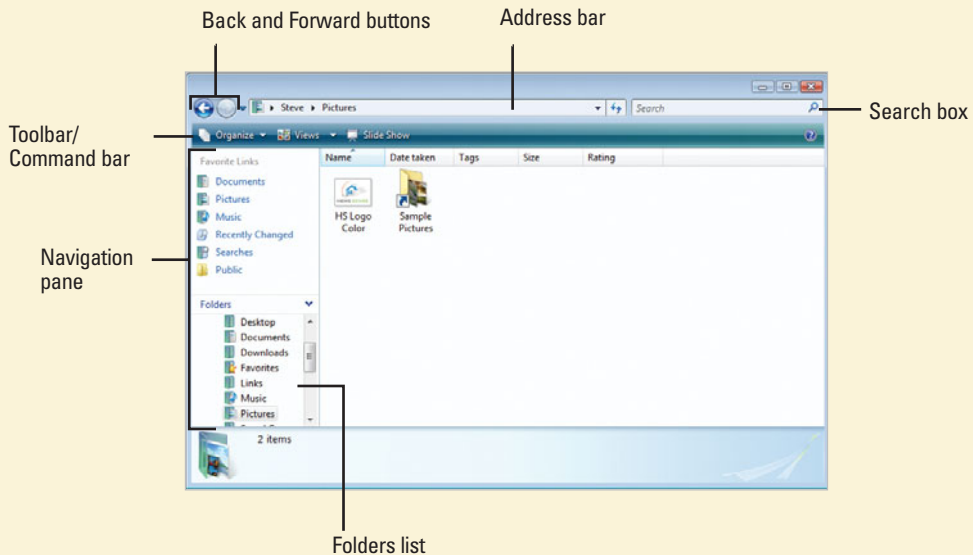 Back and Forward buttons
Address bar
Steve Pictures
Search
Search box
Toolbar/
Command bar
Organize Views Slide Show
Favorite Links
Name Date taken Tags Size Rating
Documents
Pictures
Music
Recently Changed
Searches
Public
HS Logo
Color
Sample
Pictures
Navigation
pane
Folders
Desktop
Documents
Downloads
Favorites
Links
Music
Pictures
2 items
Folders list